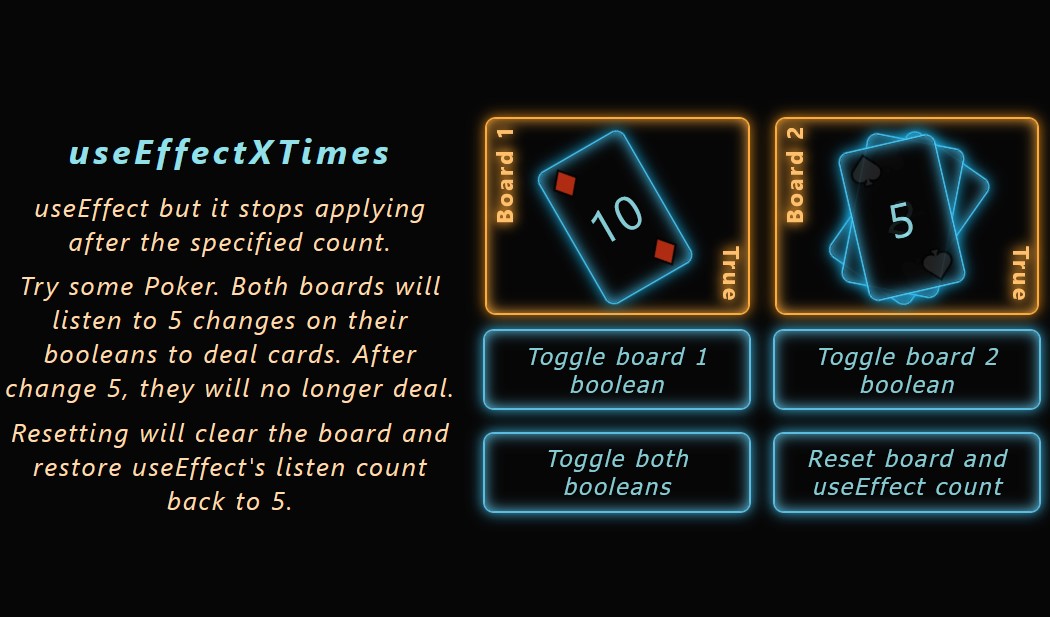 useEffectXTimes
useEffect but it stops applying
after the specified count.
Try some Poker. Both boards will
listen to 5 changes on their
booleans to deal cards. After
change 5, they will no longer deal.
Resetting will clear the board and
restore useEffect's listen count
back to 5.
Board 1
10
True
Board 2
5
True
Toggle board 1
boolean
Toggle board 2
boolean
Toggle both
booleans
Reset board and
useEffect count